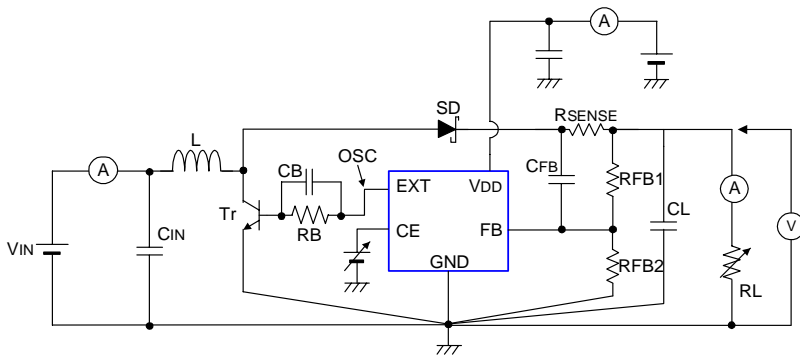 A
SD
RSENSE
L
OSC
A
CB
CFB
EXT
VDD
RFB1
A
Tr
RB
CE
FB
CL
V
VIN
CIN
GND
RFB2
RL